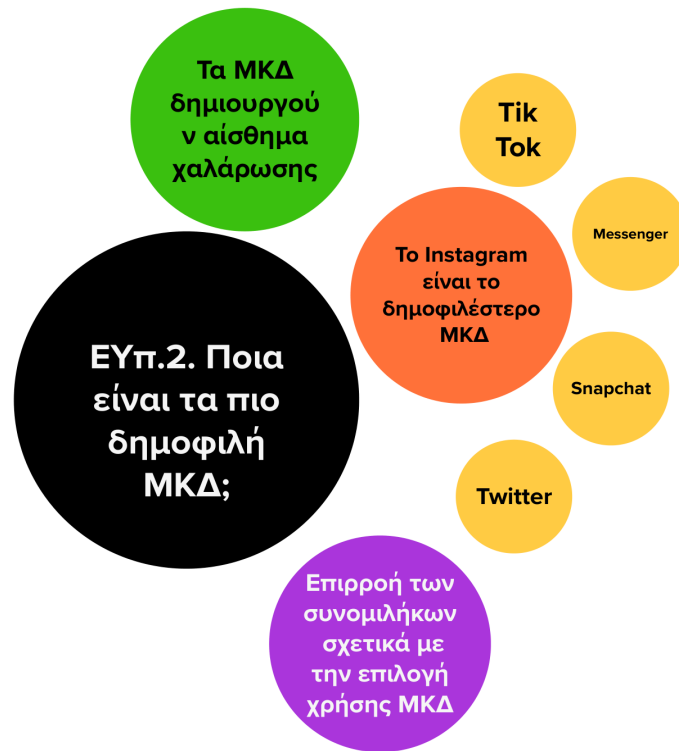 Τα ΜΚΔ
δημιουργού
ν αίσθημα
χαλάρωσης
Tik
Tok
Messenger
Το Instagram
είναι το
δημοφιλέστερο
ΜΚΔ
ΕΥπ.2. Ποια
είναι τα πιο
δημοφιλή
ΜΚΔ;
Snapchat
Twitter
Επιρροή των
συνομιλήκων
σχετικά με
την επιλογή
χρήσης ΜΚΔ